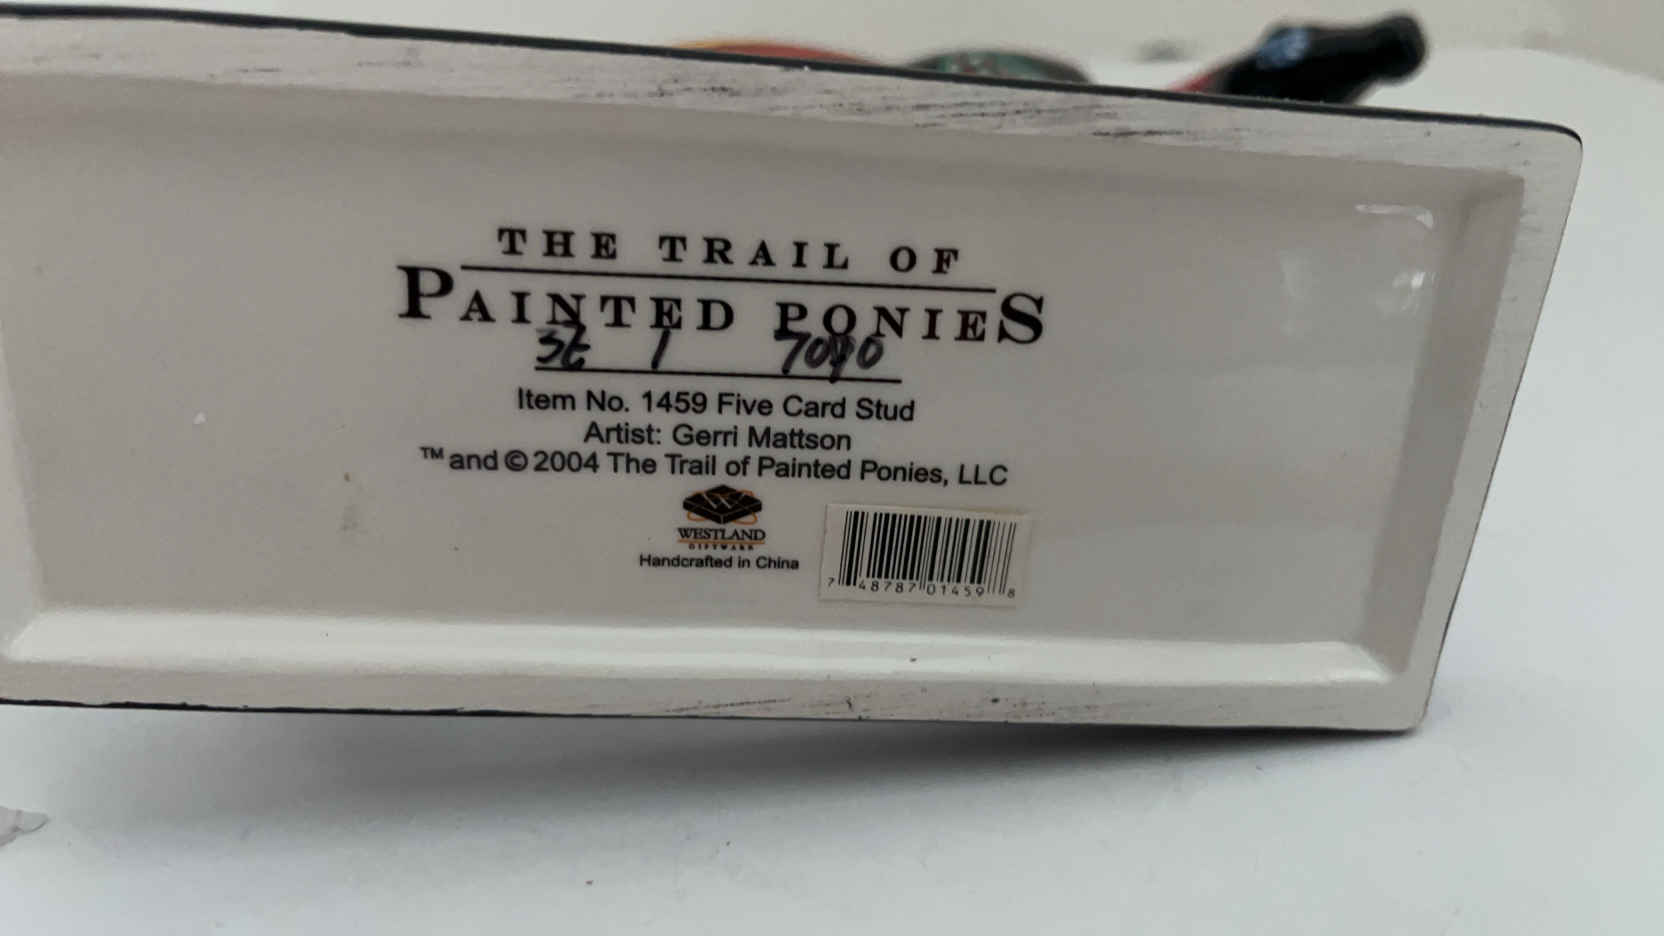 THE TRAIL OF
PAINTED PONIES
1 7090
Item No. 1459 Five Card Stud
Artist: Gerri Mattson
™ and © 2004 The Trail of Painted Ponies, LLC
WESTLAND
GIFTWARE
Handcrafted in China
7 48787 01459 8